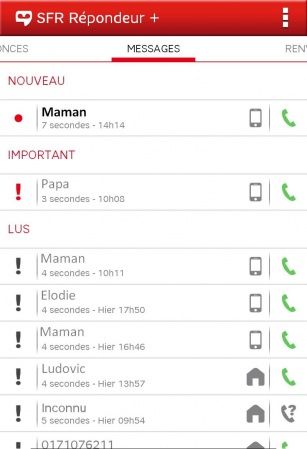 SFR Répondeur +
ONCES MESSAGES REN
NOUVEAU
Maman
7 secondes - 14h14
IMPORTANT
Papa
3 secondes - 10h08
LUS
Maman
4 secondes - 10h11
Elodie
4 secondes - Hier 17h50
Maman
4 secondes - Hier 16h46
Ludovic
4 secondes - Hier 13h57
Inconnu
5 secondes - Hier 09h54
0171076211